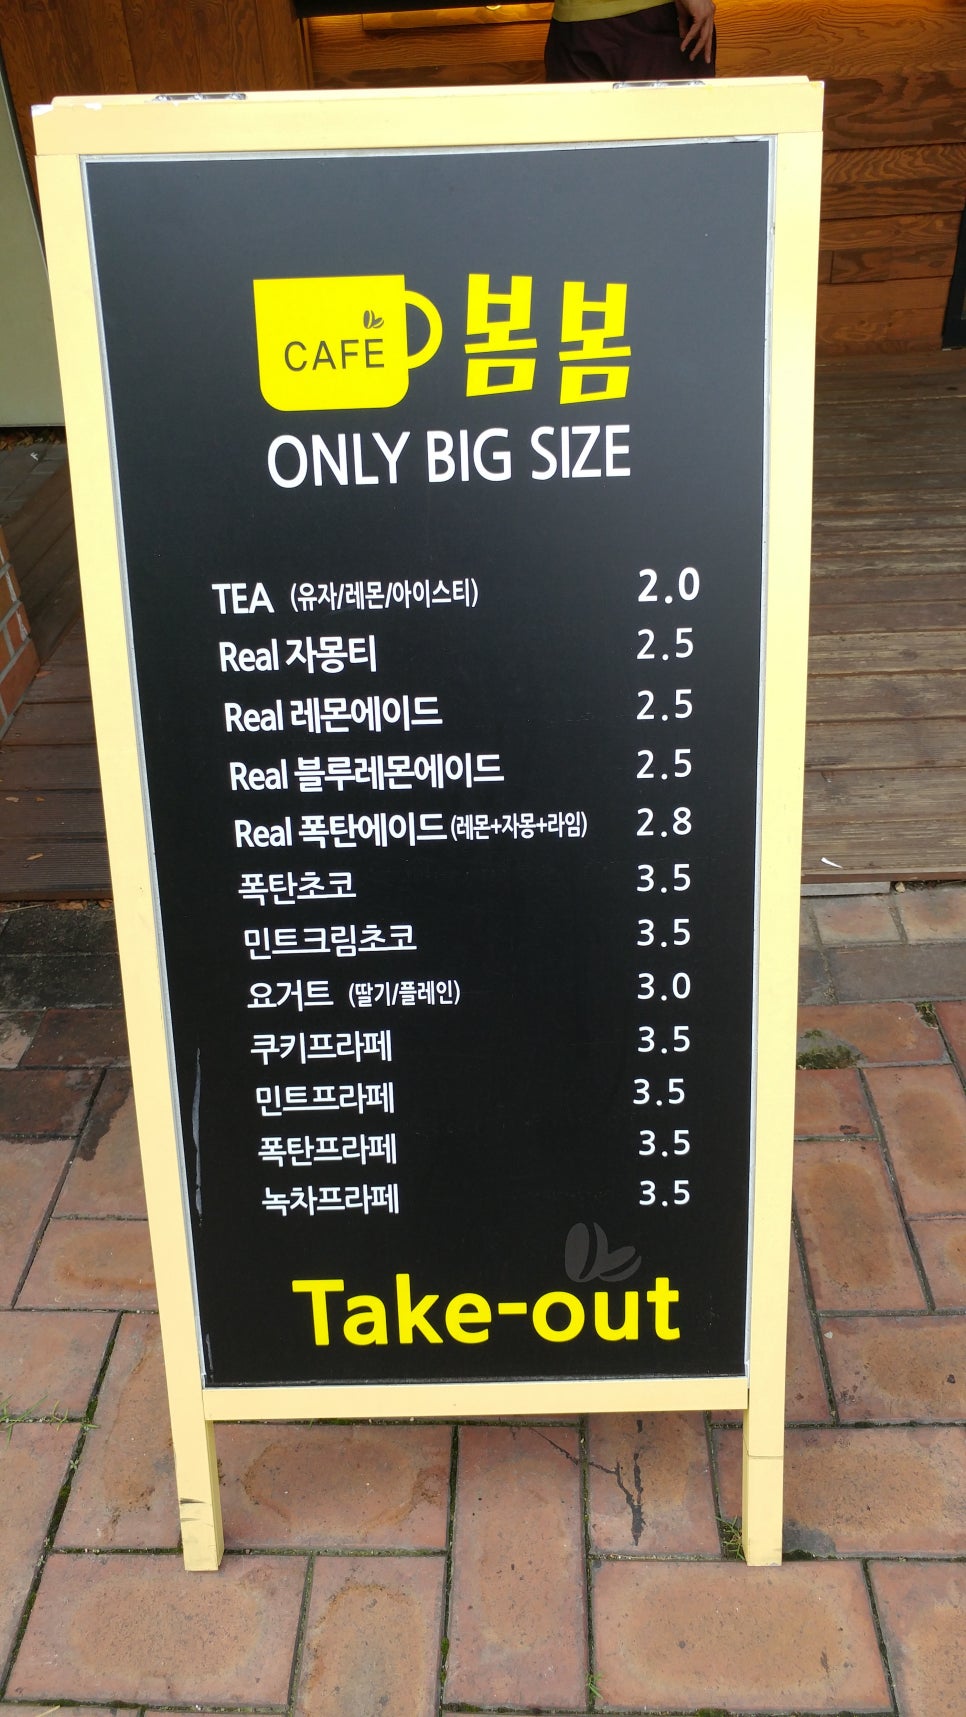 CAFE 봄봄
ONLY BIG SIZE
TEA (유자/레몬/아이스티) 2.0
Real 자몽티 2.5
Real 레몬에이드 2.5
Real 블루레몬에이드 2.5
Real 폭탄에이드 (레몬+자몽+라임) 2.8
폭탄초코 3.5
민트크림초코 3.5
요거트 (딸기/플레인) 3.0
쿠키프라페 3.5
민트프라페 3.5
폭탄프라페 3.5
녹차프라페 3.5
Take-out